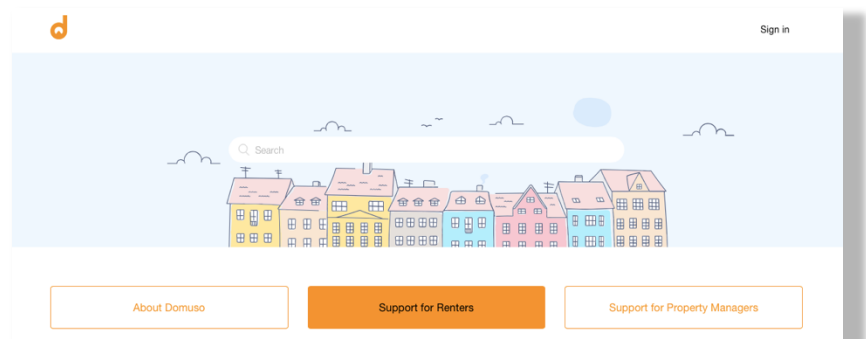 Sign in
Search
About Domuso
Support for Renters
Support for Property Managers